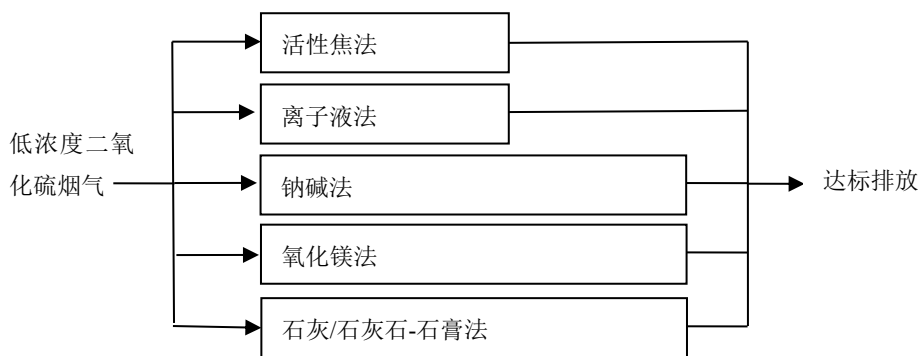 活性焦法
离子液法
低浓度二氧
化硫烟气
钠碱法
达标排放
氧化镁法
石灰/石灰石-石膏法